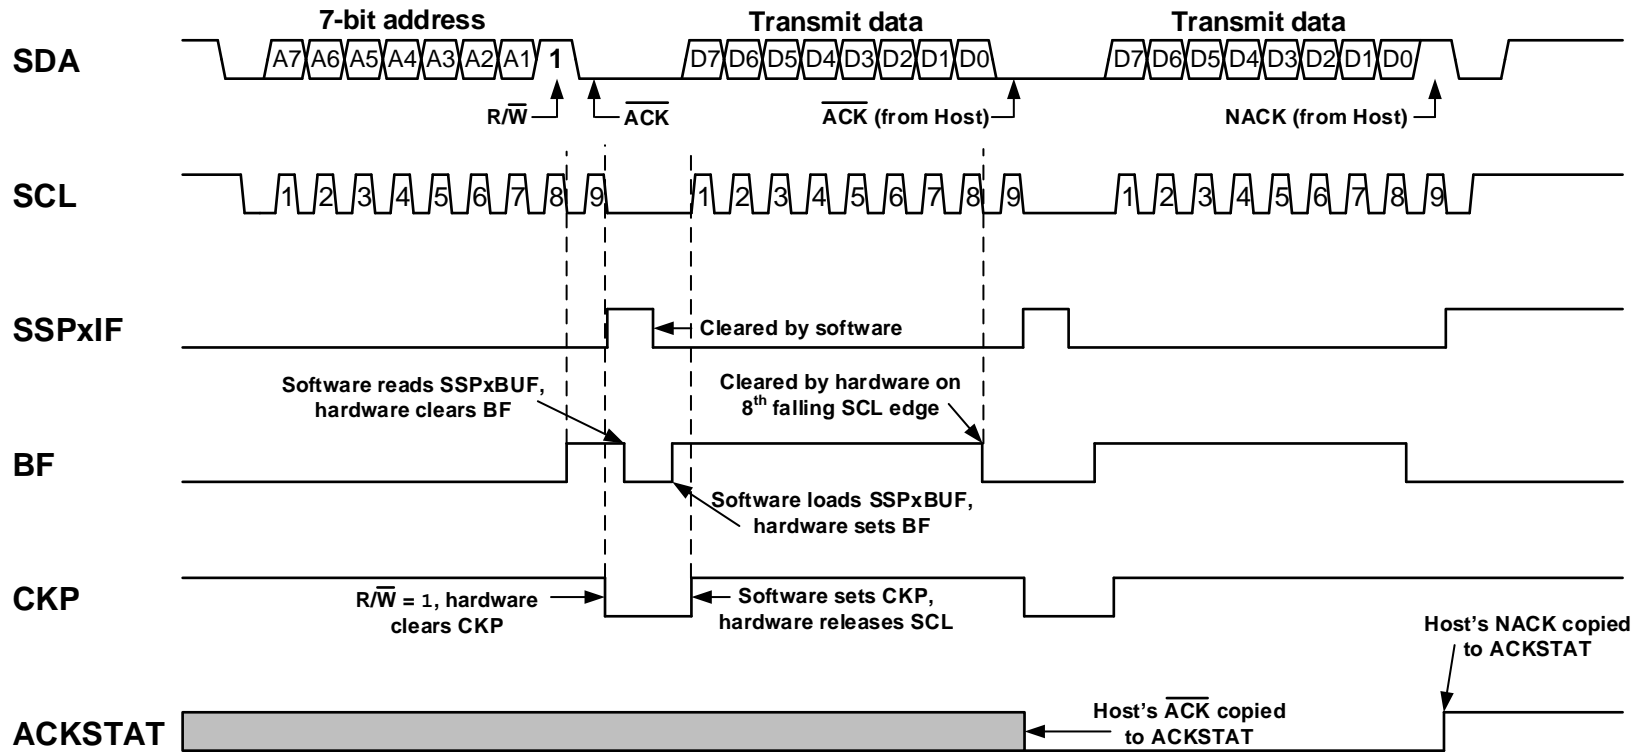 7-bit address Transmit data Transmit data
SDA A7 A6 A5 A4 A3 A2 A1 1 D7 D6 D5 D4 D3 D2 D1 D0 D7 D6 D5 D4 D3 D2 D1 D0
R/W̅ A̅C̅K̅ A̅C̅K̅ (from Host) NACK (from Host)
SCL 1 2 3 4 5 6 7 8 9 1 2 3 4 5 6 7 8 9 1 2 3 4 5 6 7 8 9
SSPxIF
Cleared by software
Software reads SSPxBUF,
hardware clears BF
Cleared by hardware on
8th falling SCL edge
BF
Software loads SSPxBUF,
hardware sets BF
CKP
R/W̅ = 1, hardware
clears CKP
Software sets CKP,
hardware releases SCL
Host's NACK copied
to ACKSTAT
ACKSTAT
Host's A̅C̅K̅ copied
to ACKSTAT